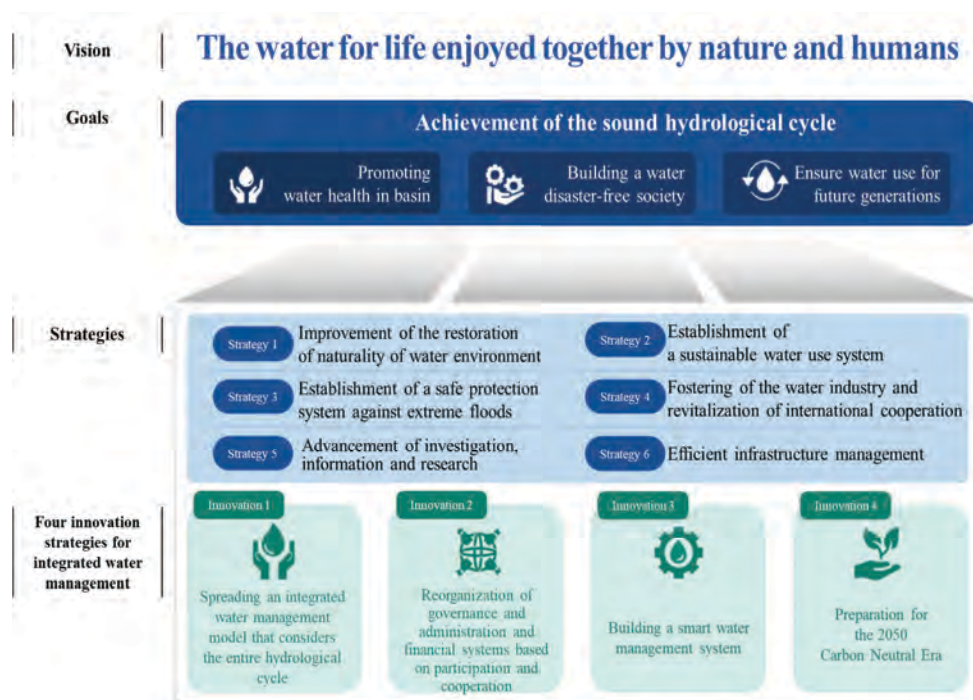 Vision
The water for life enjoyed together by nature and humans
Goals
Achievement of the sound hydrological cycle
Promoting
water health in basin
Building a water
disaster-free society
Ensure water use for
future generations
Strategies
Strategy 1
Improvement of the restoration
of naturality of water environment
Strategy 2
Establishment of
a sustainable water use system
Strategy 3
Establishment of a safe protection
system against extreme floods
Strategy 4
Fostering of the water industry and
revitalization of international cooperation
Strategy 5
Advancement of investigation,
information and research
Strategy 6
Efficient infrastructure management
Four innovation
strategies for
integrated water
management
Innovation 1
Spreading an integrated
water management
model that considers
the entire hydrological
cycle
Innovation 2
Reorganization of
governance and
administration and
financial systems based
on participation and
cooperation
Innovation 3
Building a smart water
management system
Innovation 4
Preparation for
the 2050
Carbon Neutral Era